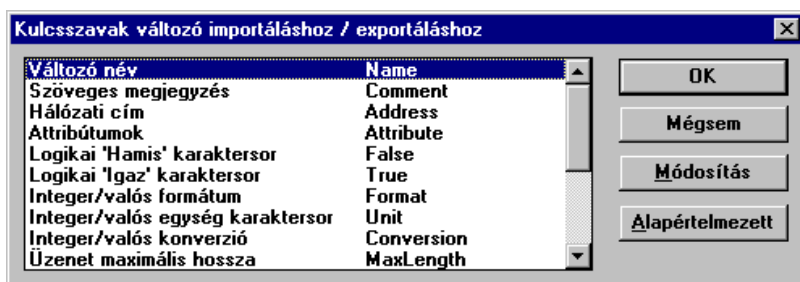 Kulcsszavak változó importáláshoz / exportáláshoz
Változó név Name
Szöveges megjegyzés Comment
Hálózati cím Address
Attribútumok Attribute
Logikai 'Hamis' karaktersor False
Logikai 'Igaz' karaktersor True
Integer/valós formátum Format
Integer/valós egység karaktersor Unit
Integer/valós konverzió Conversion
Üzenet maximális hossza MaxLength
OK
Mégsem
Módosítás
Alapértelmezett